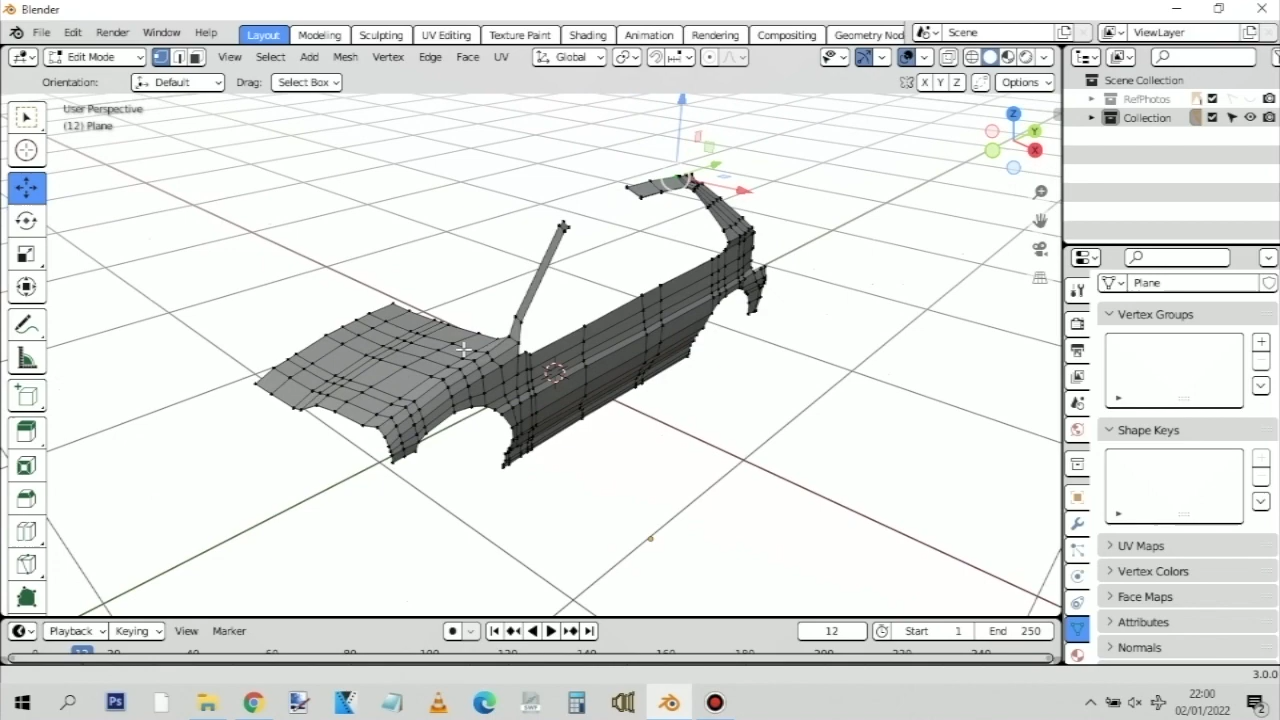 Blender
File Edit Render Window Help Layout Modeling Sculpting UV Editing Texture Paint Shading Animation Rendering Compositing Geometry Nod Scene ViewLayer
Edit Mode View Select Add Mesh Vertex Edge Face UV Global
Orientation: Default Drag: Select Box X Y Z Options
Scene Collection
RefPhotos
Collection
User Perspective
(12) Plane
Z
Y
X
Plane
Vertex Groups
Shape Keys
UV Maps
Vertex Colors
Face Maps
Attributes
Normals
Playback Keying View Marker 12 Start 1 End 250
12
3.0.0
Ps
22:00
02/01/2022
2